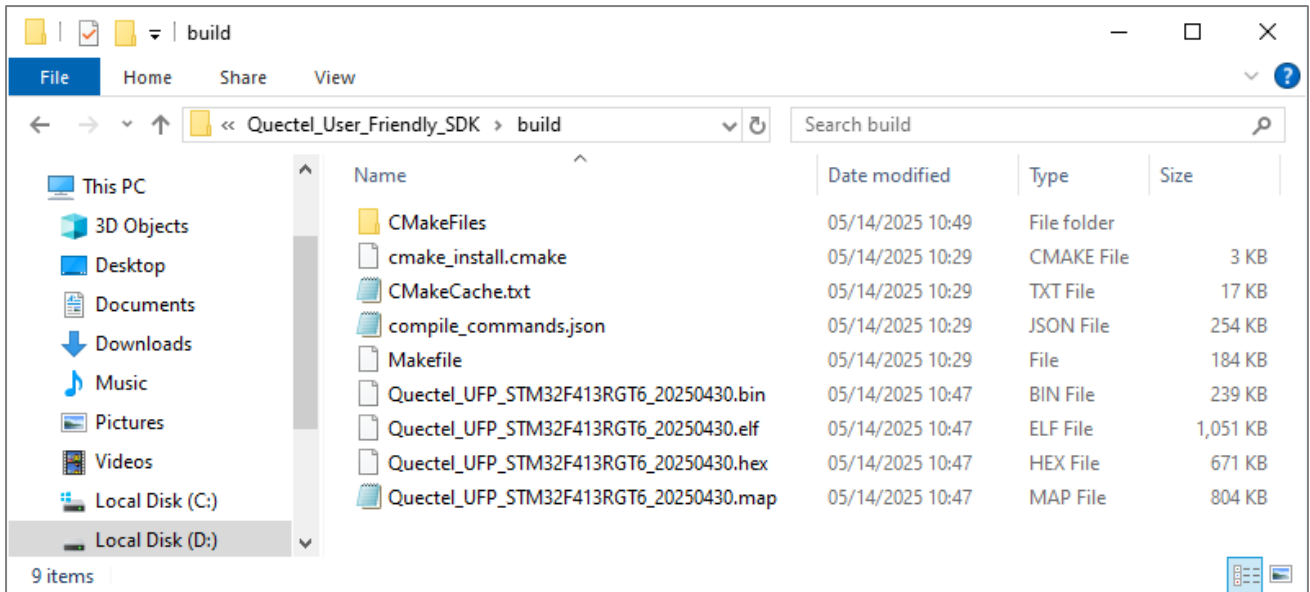 build
File Home Share View
« Quectel_User_Friendly_SDK > build Search build
This PC
3D Objects
Desktop
Documents
Downloads
Music
Pictures
Videos
Local Disk (C:)
Local Disk (D:)
Name Date modified Type Size
CMakeFiles 05/14/2025 10:49 File folder
cmake_install.cmake 05/14/2025 10:29 CMAKE File 3 KB
CMakeCache.txt 05/14/2025 10:29 TXT File 17 KB
compile_commands.json 05/14/2025 10:29 JSON File 254 KB
Makefile 05/14/2025 10:29 File 184 KB
Quectel_UFP_STM32F413RGT6_20250430.bin 05/14/2025 10:47 BIN File 239 KB
Quectel_UFP_STM32F413RGT6_20250430.elf 05/14/2025 10:47 ELF File 1,051 KB
Quectel_UFP_STM32F413RGT6_20250430.hex 05/14/2025 10:47 HEX File 671 KB
Quectel_UFP_STM32F413RGT6_20250430.map 05/14/2025 10:47 MAP File 804 KB
9 items